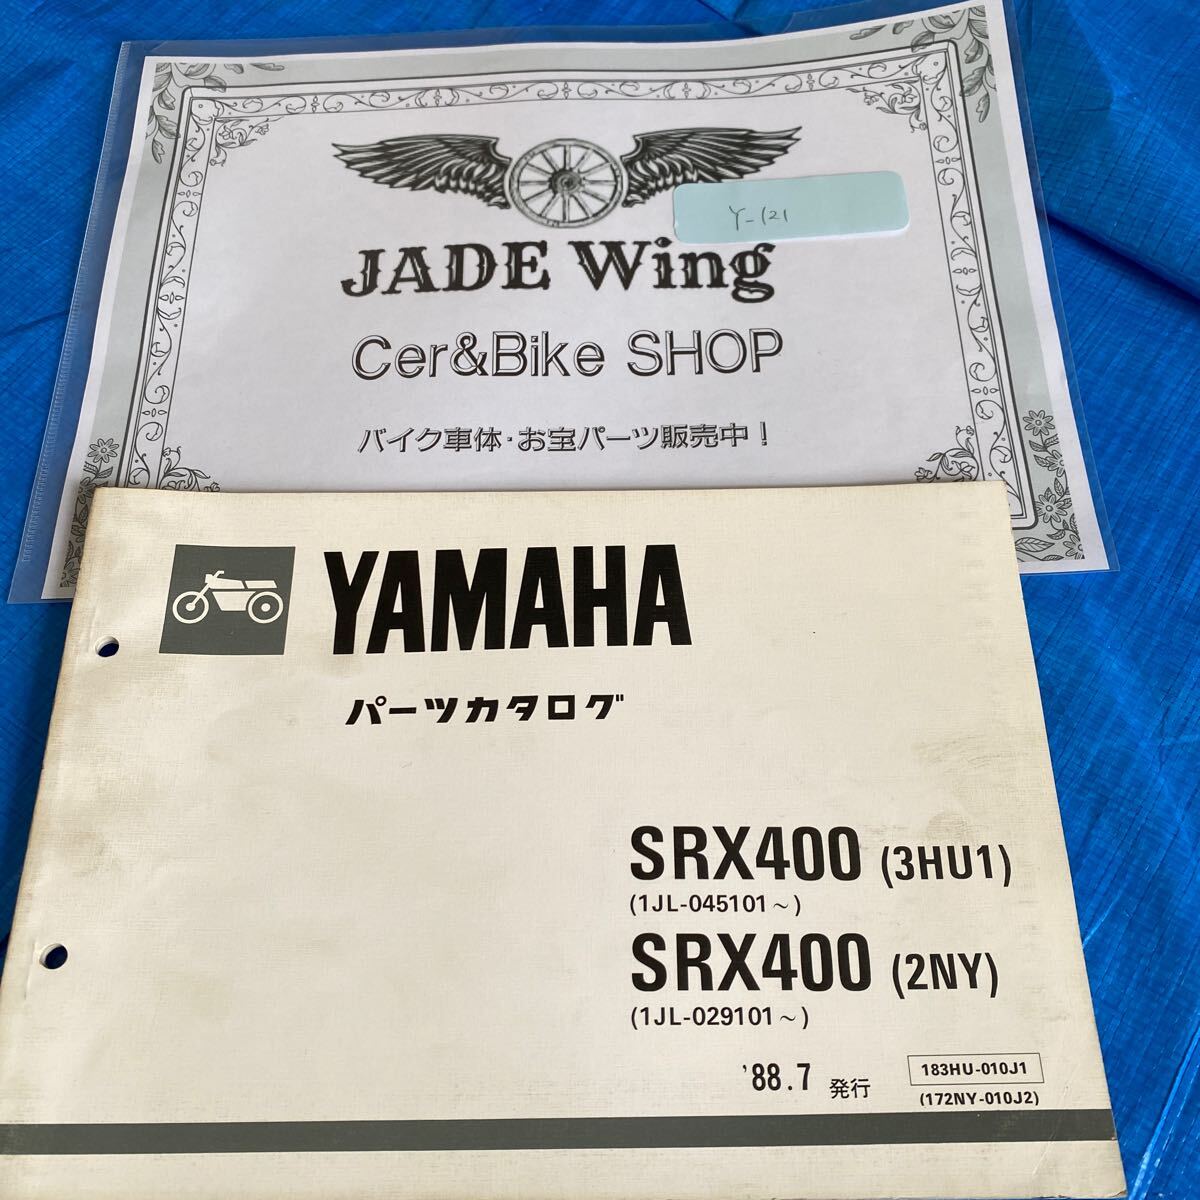 Y-121
JADE Wing
Cer&Bike SHOP
バイク車体・お宝パーツ販売中！
YAMAHA
パーツカタログ
SRX400 (3HU1)
(1JL-045101~)
SRX400 (2NY)
(1JL-029101~)
'88.7 発行
183HU-010J1
(172NY-010J2)